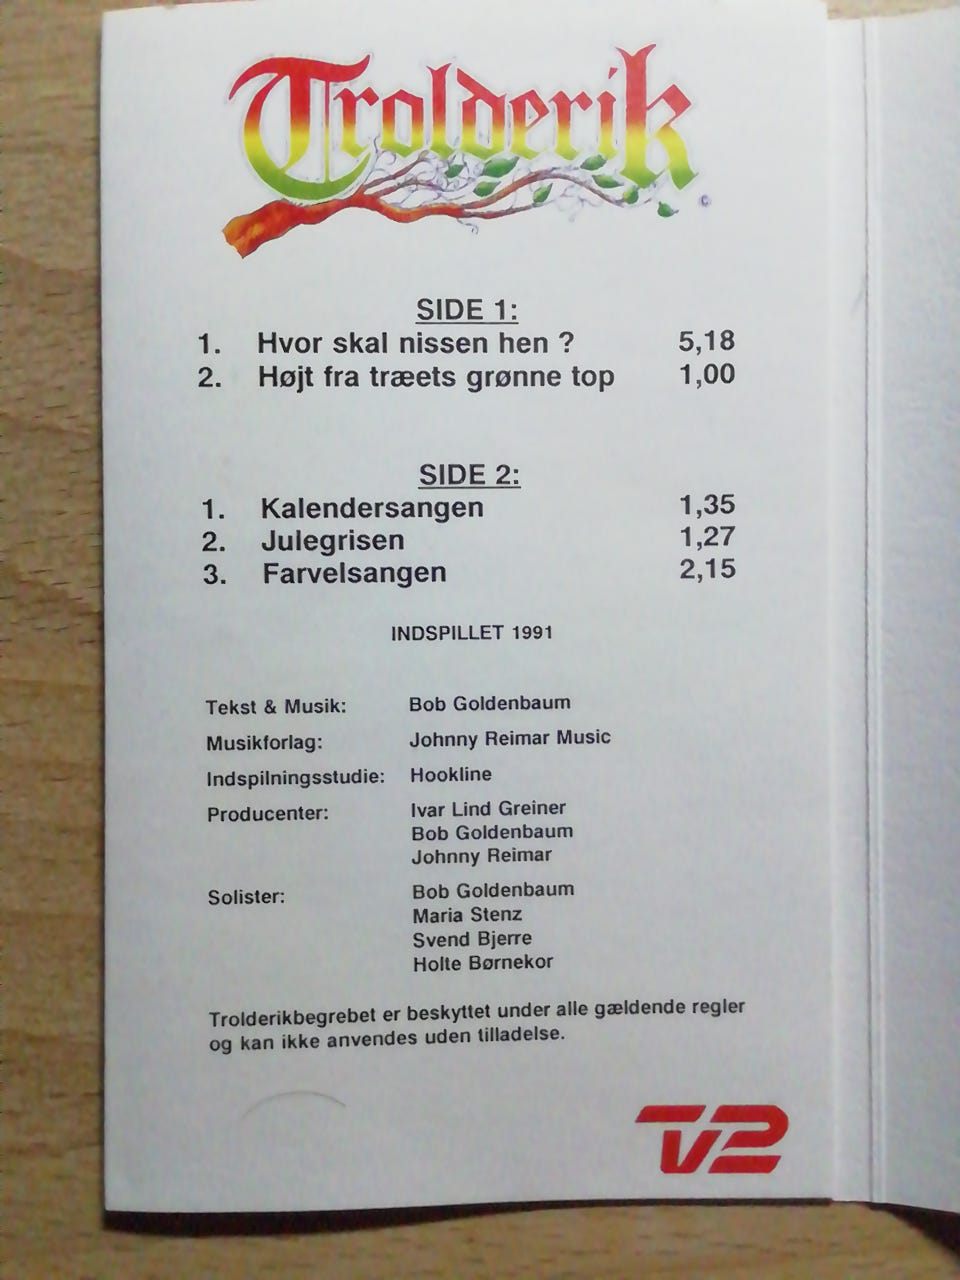 Trolderik
©
SIDE 1:
1. Hvor skal nissen hen ? 5,18
2. Højt fra træets grønne top 1,00
SIDE 2:
1. Kalendersangen 1,35
2. Julegrisen 1,27
3. Farvelsangen 2,15
INDSPILLET 1991
Tekst & Musik: Bob Goldenbaum
Musikforlag: Johnny Reimar Music
Indspilningsstudie: Hookline
Producenter: Ivar Lind Greiner
Bob Goldenbaum
Johnny Reimar
Solister: Bob Goldenbaum
Maria Stenz
Svend Bjerre
Holte Børnekor
Trolderikbegrebet er beskyttet under alle gældende regler
og kan ikke anvendes uden tilladelse.
TV2